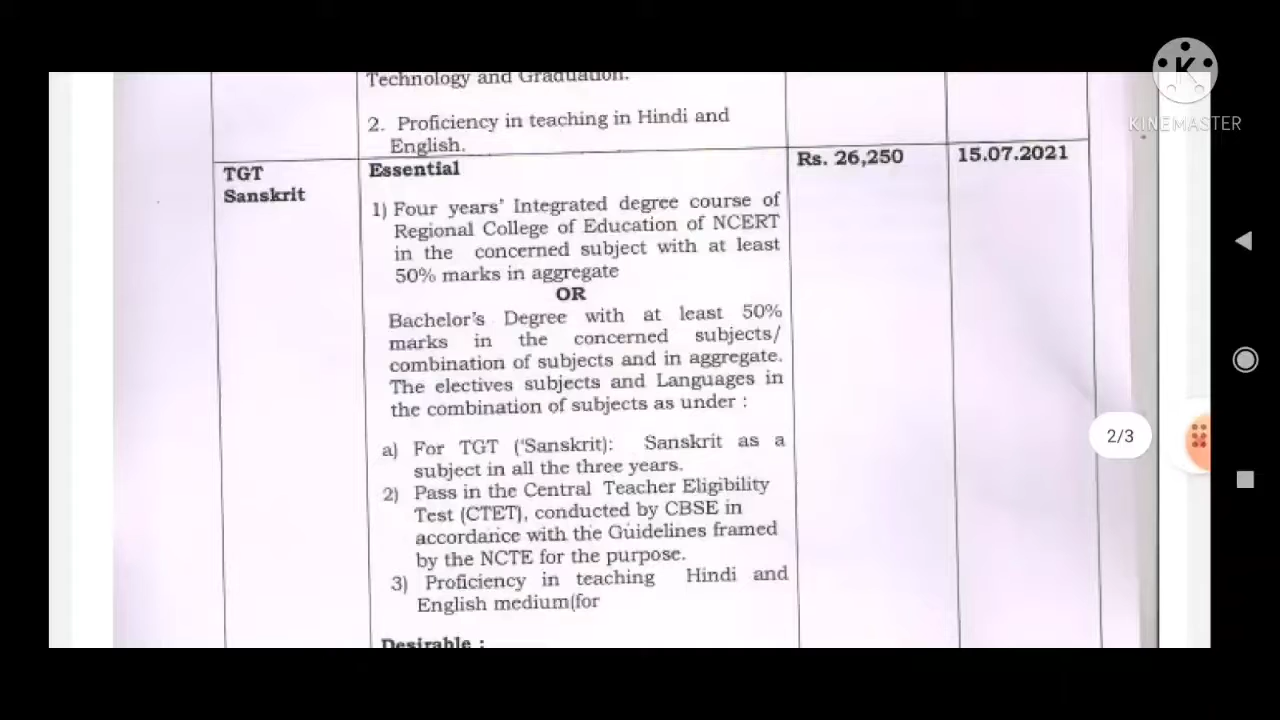 Technology and Graduation.
2. Proficiency in teaching in Hindi and
English.
TGT
Sanskrit
Essential
1) Four years' Integrated degree course of
Regional College of Education of NCERT
in the concerned subject with at least
50% marks in aggregate
OR
Bachelor's Degree with at least 50%
marks in the concerned subjects/
combination of subjects and in aggregate.
The electives subjects and Languages in
the combination of subjects as under :
a) For TGT ('Sanskrit): Sanskrit as a
subject in all the three years.
2) Pass in the Central Teacher Eligibility
Test (CTET), conducted by CBSE in
accordance with the Guidelines framed
by the NCTE for the purpose.
3) Proficiency in teaching Hindi and
English medium(for
Desirable :
Rs. 26,250
15.07.2021
K
KINEMASTER
2/3